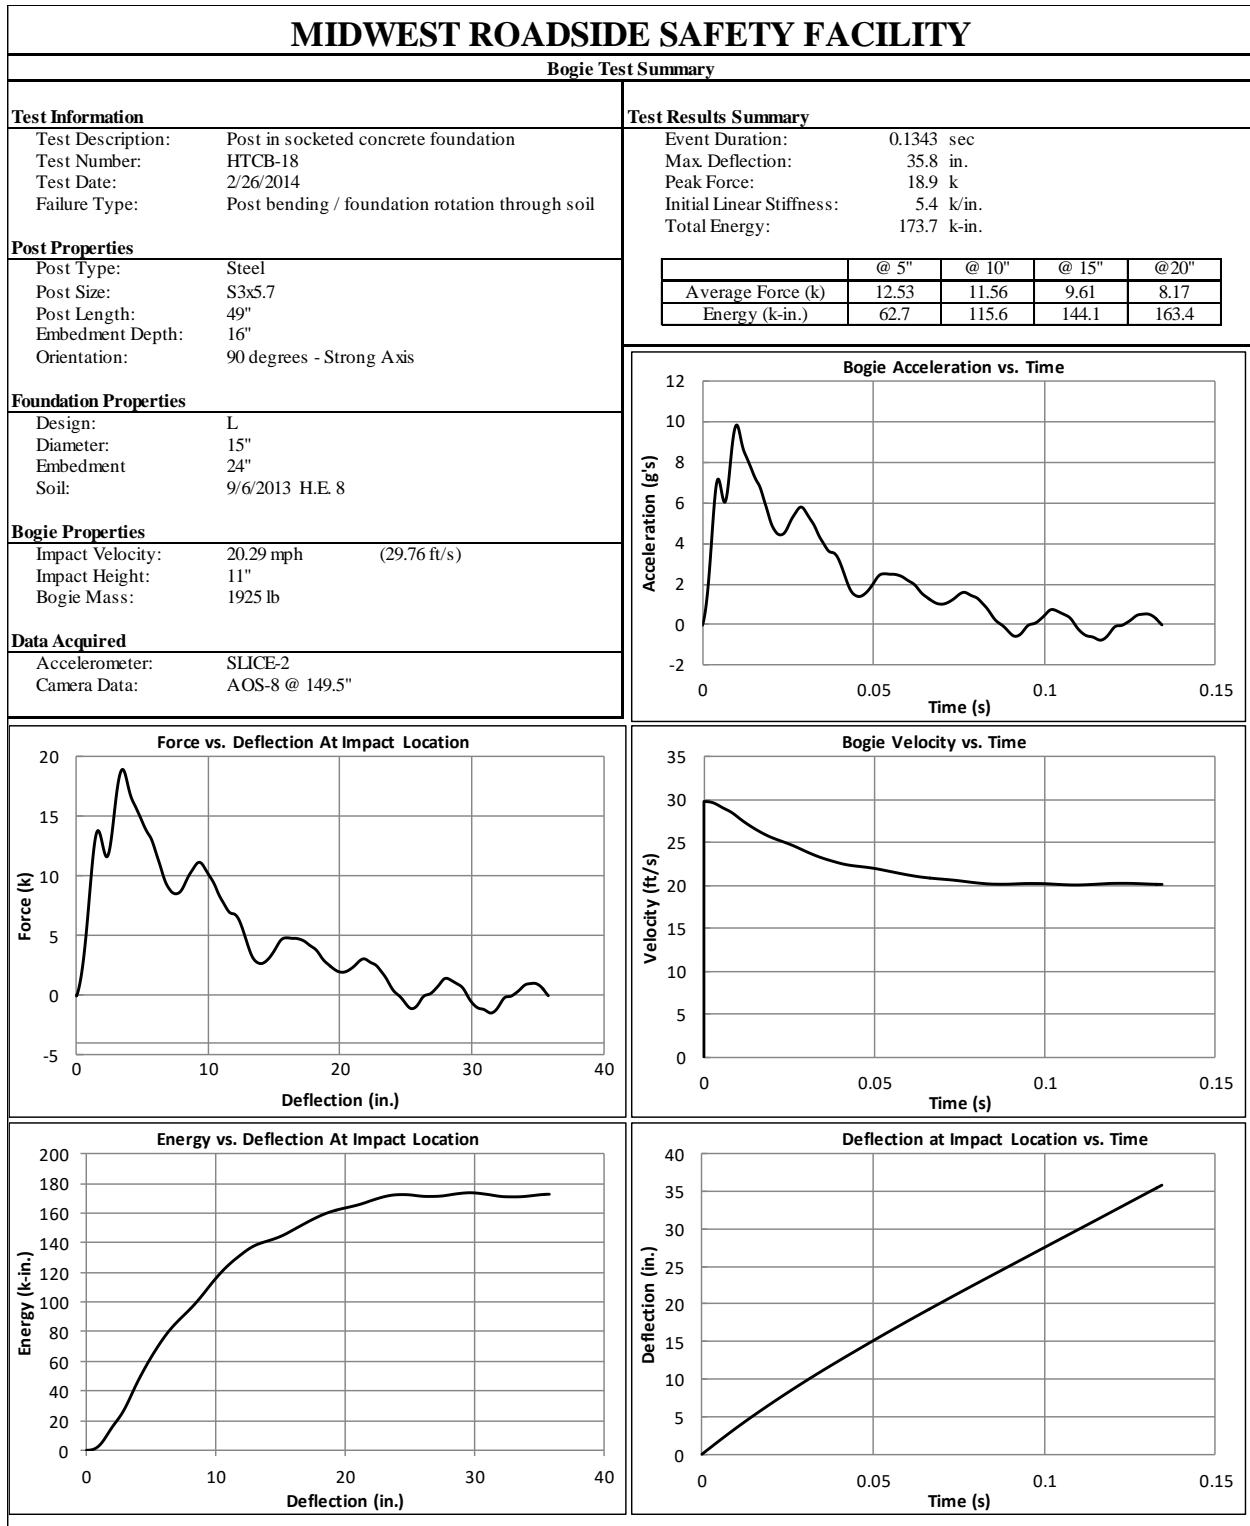 MIDWEST ROADSIDE SAFETY FACILITY
Bogie Test Summary
Test Information
Test Description: Post in socketed concrete foundation
Test Number: HTCB-18
Test Date: 2/26/2014
Failure Type: Post bending / foundation rotation through soil
Post Properties
Post Type: Steel
Post Size: S3x5.7
Post Length: 49"
Embedment Depth: 16"
Orientation: 90 degrees - Strong Axis
Foundation Properties
Design: L
Diameter: 15"
Embedment 24"
Soil: 9/6/2013 H.E. 8
Bogie Properties
Impact Velocity: 20.29 mph (29.76 ft/s)
Impact Height: 11"
Bogie Mass: 1925 lb
Data Acquired
Accelerometer: SLICE-2
Camera Data: AOS-8 @ 149.5"
Test Results Summary
Event Duration: 0.1343 sec
Max. Deflection: 35.8 in.
Peak Force: 18.9 k
Initial Linear Stiffness: 5.4 k/in.
Total Energy: 173.7 k-in.
@ 5" @ 10" @ 15" @20"
Average Force (k) 12.53 11.56 9.61 8.17
Energy (k-in.) 62.7 115.6 144.1 163.4
Bogie Acceleration vs. Time
Acceleration (g's)
12
10
8
6
4
2
0
-2
0 0.05 0.1 0.15
Time (s)
Force vs. Deflection At Impact Location
Force (k)
20
15
10
5
0
-5
0 10 20 30 40
Deflection (in.)
Bogie Velocity vs. Time
Velocity (ft/s)
35
30
25
20
15
10
5
0
0 0.05 0.1 0.15
Time (s)
Energy vs. Deflection At Impact Location
Energy (k-in.)
200
180
160
140
120
100
80
60
40
20
0
0 10 20 30 40
Deflection (in.)
Deflection at Impact Location vs. Time
Deflection (in.)
40
35
30
25
20
15
10
5
0
0 0.05 0.1 0.15
Time (s)